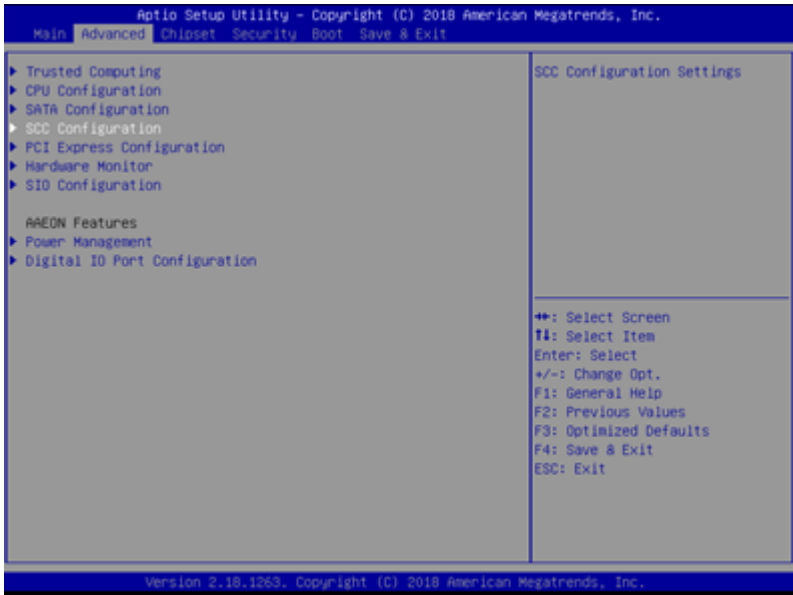 Aptio Setup Utility – Copyright (C) 2018 American Megatrends, Inc.
Main Advanced Chipset Security Boot Save & Exit
Trusted Computing
CPU Configuration
SATA Configuration
SCC Configuration
PCI Express Configuration
Hardware Monitor
SIO Configuration
AAEON Features
Power Management
Digital IO Port Configuration
SCC Configuration Settings
→←: Select Screen
↑↓: Select Item
Enter: Select
+/-: Change Opt.
F1: General Help
F2: Previous Values
F3: Optimized Defaults
F4: Save & Exit
ESC: Exit
Version 2.18.1263. Copyright (C) 2018 American Megatrends, Inc.